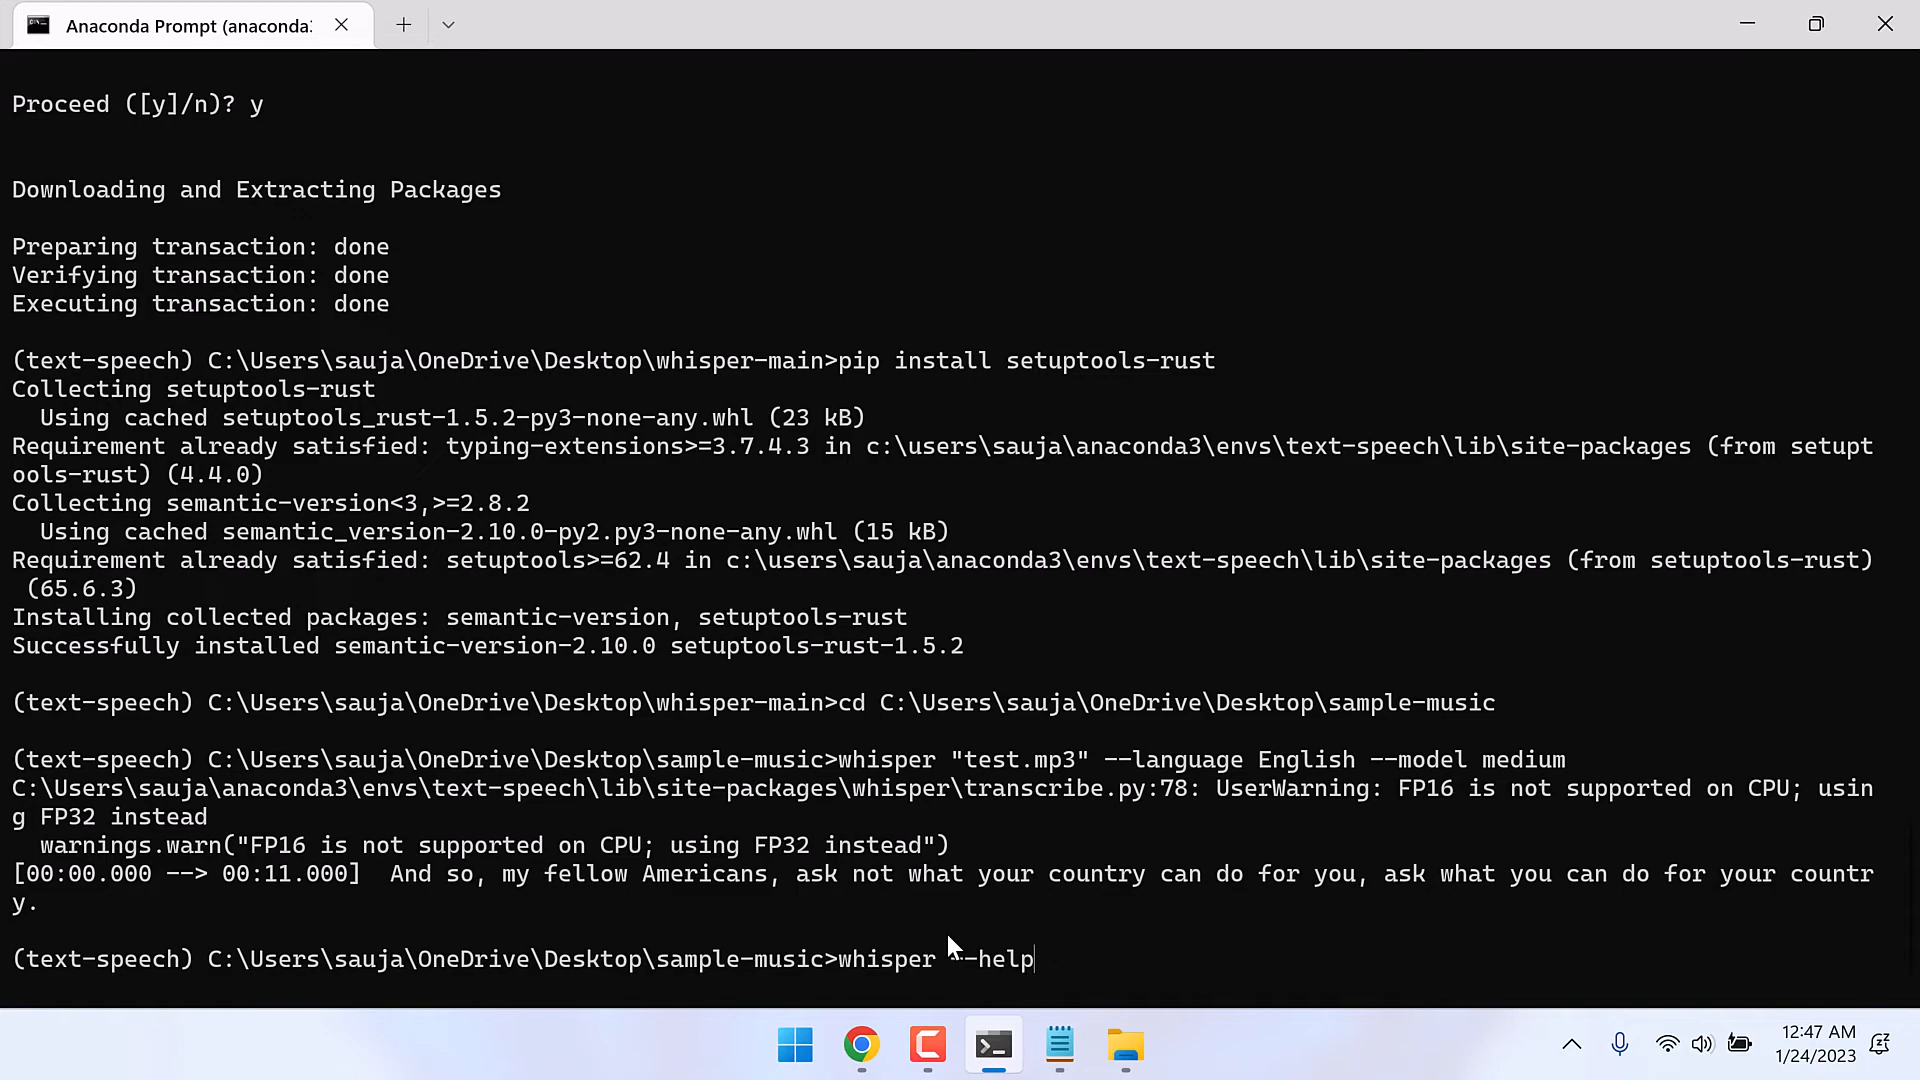 Anaconda Prompt (anaconda:
Proceed ([y]/n)? y
Downloading and Extracting Packages
Preparing transaction: done
Verifying transaction: done
Executing transaction: done
(text-speech) C:\Users\sauja\OneDrive\Desktop\whisper-main>pip install setuptools-rust
Collecting setuptools-rust
  Using cached setuptools_rust-1.5.2-py3-none-any.whl (23 kB)
Requirement already satisfied: typing-extensions>=3.7.4.3 in c:\users\sauja\anaconda3\envs\text-speech\lib\site-packages (from setupt
ools-rust) (4.4.0)
Collecting semantic-version<3,>=2.8.2
  Using cached semantic_version-2.10.0-py2.py3-none-any.whl (15 kB)
Requirement already satisfied: setuptools>=62.4 in c:\users\sauja\anaconda3\envs\text-speech\lib\site-packages (from setuptools-rust)
 (65.6.3)
Installing collected packages: semantic-version, setuptools-rust
Successfully installed semantic-version-2.10.0 setuptools-rust-1.5.2
(text-speech) C:\Users\sauja\OneDrive\Desktop\whisper-main>cd C:\Users\sauja\OneDrive\Desktop\sample-music
(text-speech) C:\Users\sauja\OneDrive\Desktop\sample-music>whisper "test.mp3" --language English --model medium
C:\Users\sauja\anaconda3\envs\text-speech\lib\site-packages\whisper\transcribe.py:78: UserWarning: FP16 is not supported on CPU; usin
g FP32 instead
  warnings.warn("FP16 is not supported on CPU; using FP32 instead")
[00:00.000 --> 00:11.000]  And so, my fellow Americans, ask not what your country can do for you, ask what you can do for your countr
y.
(text-speech) C:\Users\sauja\OneDrive\Desktop\sample-music>whisper --help
12:47 AM
1/24/2023